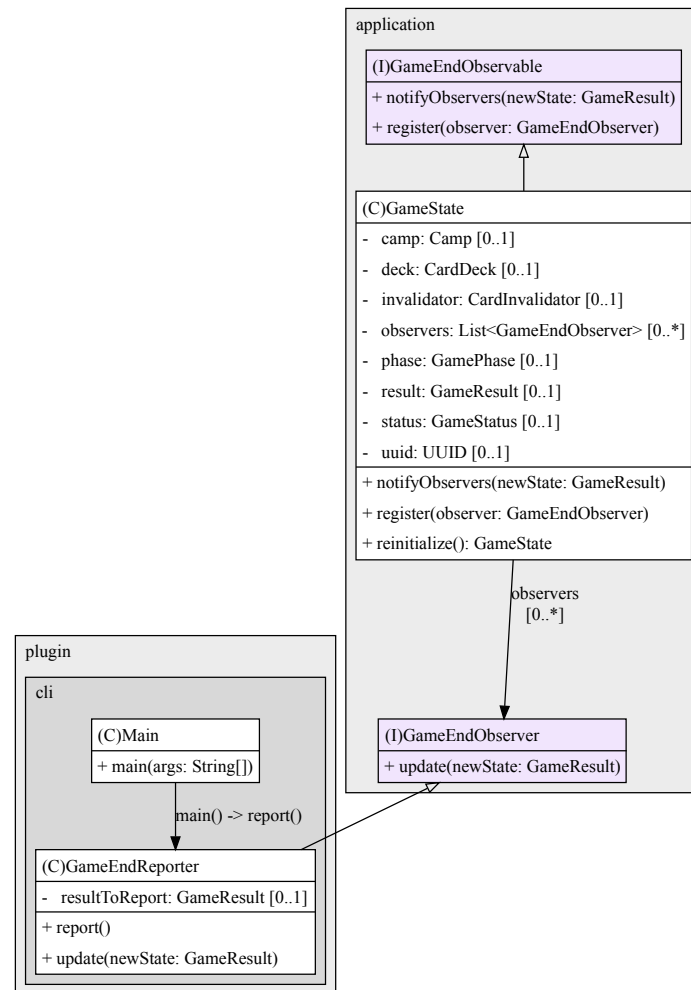 application
(I)GameEndObservable
+ notifyObservers(newState: GameResult)
+ register(observer: GameEndObserver)
(C)GameState
- camp: Camp [0..1]
- deck: CardDeck [0..1]
- invalidator: CardInvalidator [0..1]
- observers: List<GameEndObserver> [0..*]
- phase: GamePhase [0..1]
- result: GameResult [0..1]
- status: GameStatus [0..1]
- uuid: UUID [0..1]
+ notifyObservers(newState: GameResult)
+ register(observer: GameEndObserver)
+ reinitialize(): GameState
observers
[0..*]
plugin
cli
(C)Main
+ main(args: String[])
(I)GameEndObserver
+ update(newState: GameResult)
main() -> report()
(C)GameEndReporter
- resultToReport: GameResult [0..1]
+ report()
+ update(newState: GameResult)